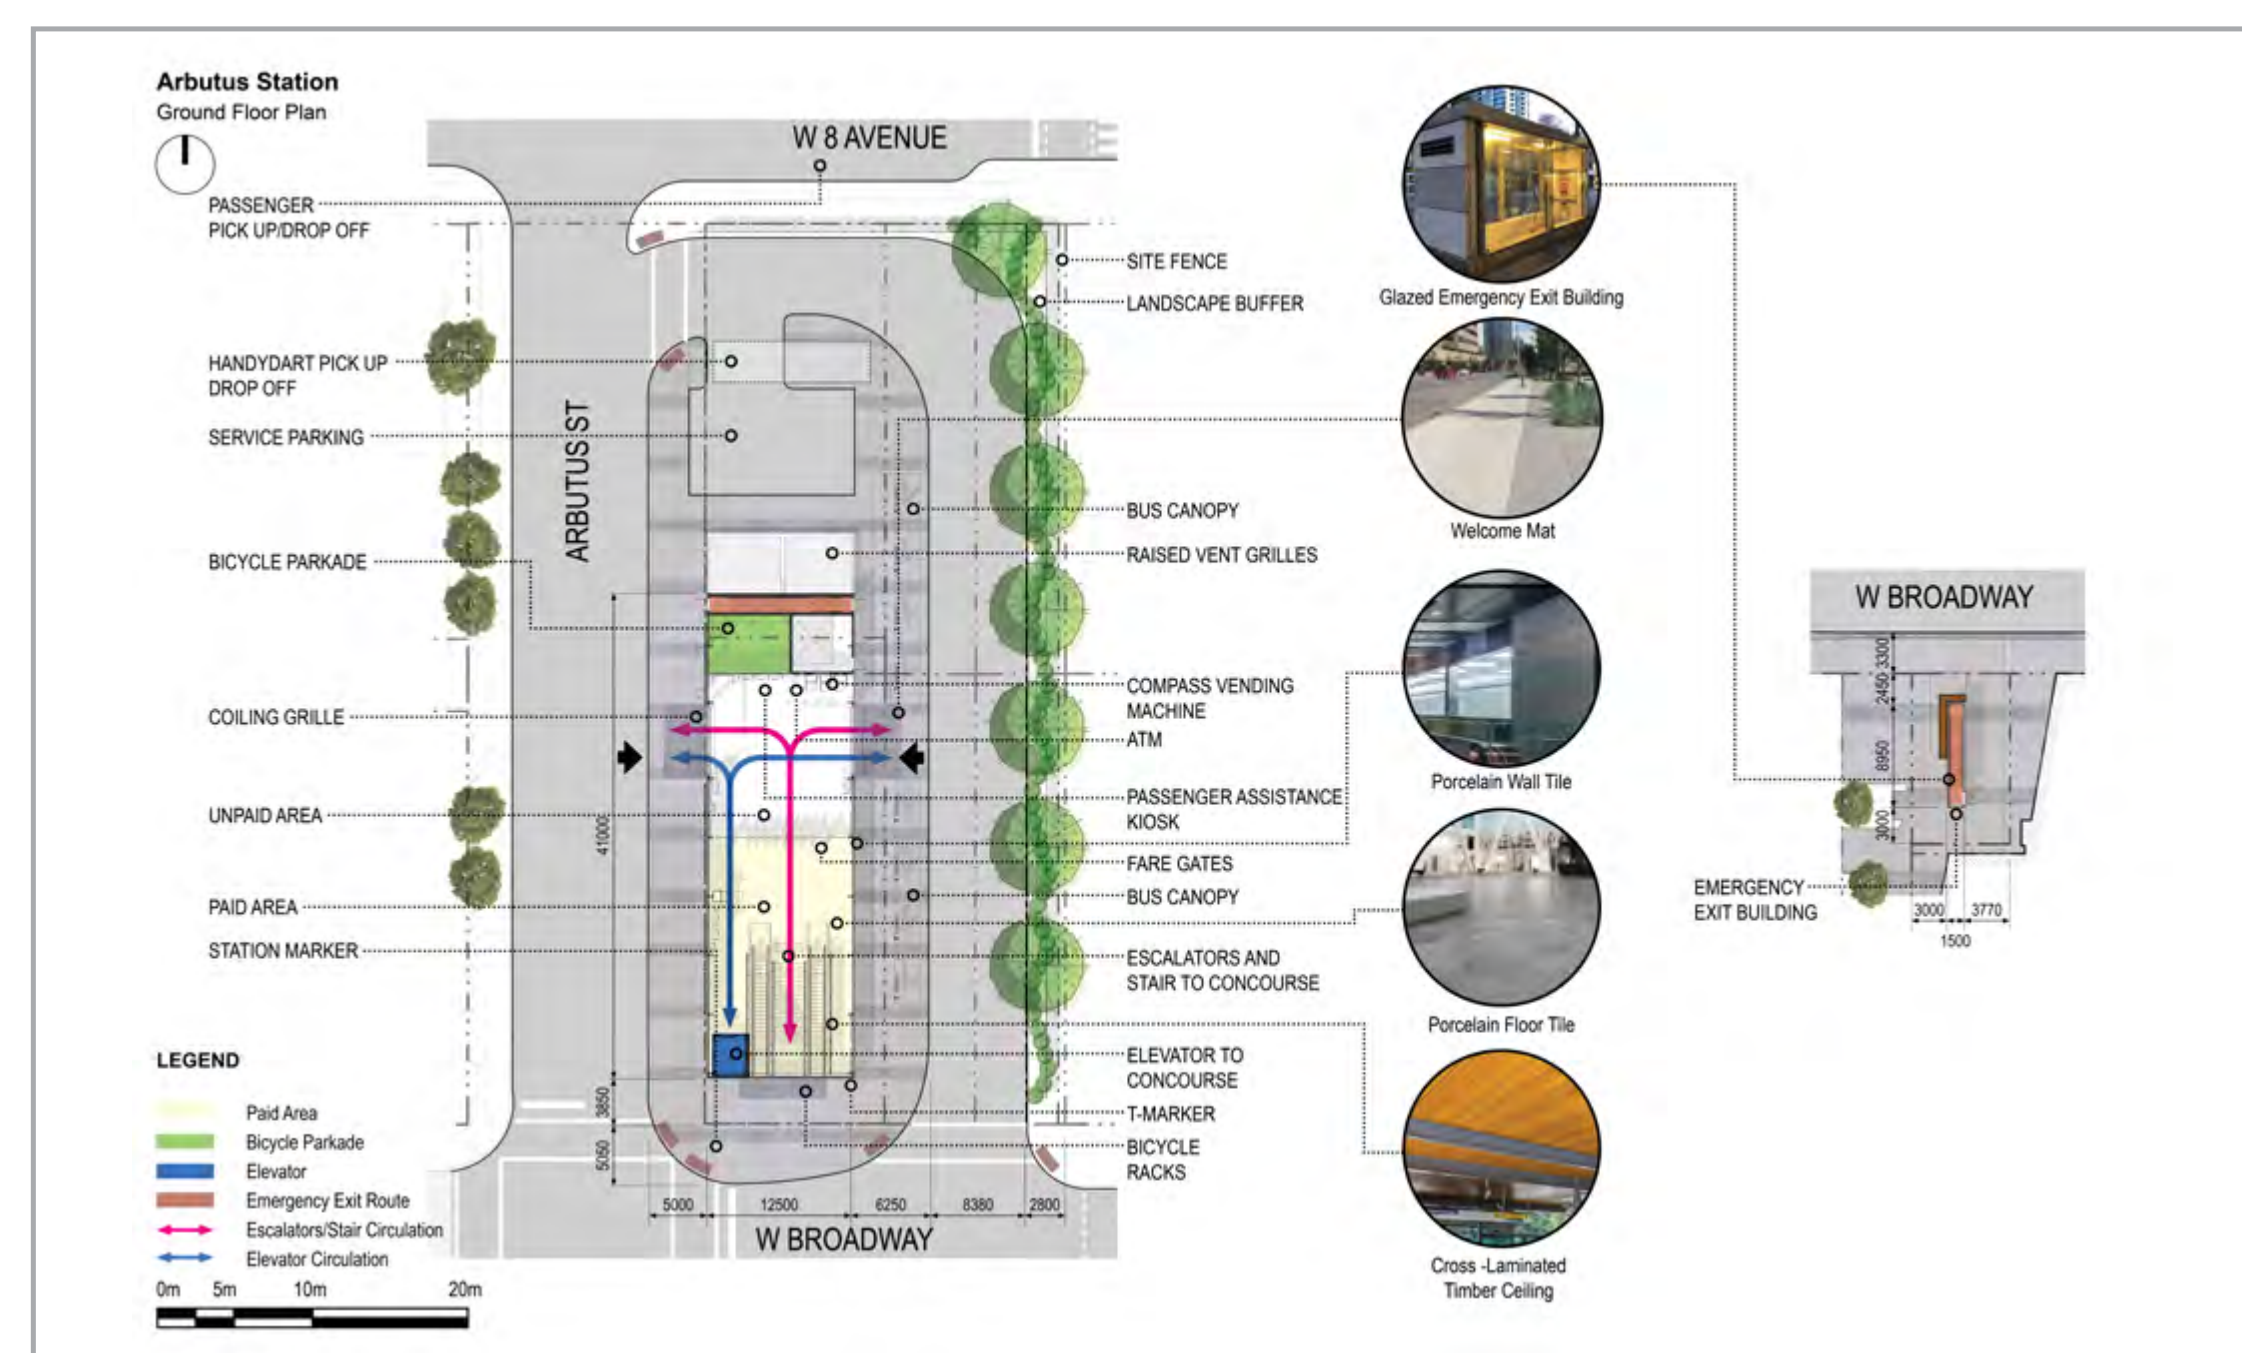 Arbutus Station
Ground Floor Plan
W 8 AVENUE
PASSENGER
PICK UP/DROP OFF
HANDYDART PICK UP
DROP OFF
SERVICE PARKING
BICYCLE PARKADE
COILING GRILLE
UNPAID AREA
PAID AREA
STATION MARKER
ARBUTUS ST
41000
3850
5050
5000
12500
6250
8380
2800
W BROADWAY
SITE FENCE
LANDSCAPE BUFFER
BUS CANOPY
RAISED VENT GRILLES
COMPASS VENDING
MACHINE
ATM
PASSENGER ASSISTANCE
KIOSK
FARE GATES
BUS CANOPY
ESCALATORS AND
STAIR TO CONCOURSE
ELEVATOR TO
CONCOURSE
T-MARKER
BICYCLE
RACKS
Glazed Emergency Exit Building
Welcome Mat
Porcelain Wall Tile
Porcelain Floor Tile
Cross -Laminated
Timber Ceiling
W BROADWAY
3300
2450
8950
3000
EMERGENCY
EXIT BUILDING
3000
3770
1500
LEGEND
Paid Area
Bicycle Parkade
Elevator
Emergency Exit Route
Escalators/Stair Circulation
Elevator Circulation
0m 5m 10m 20m